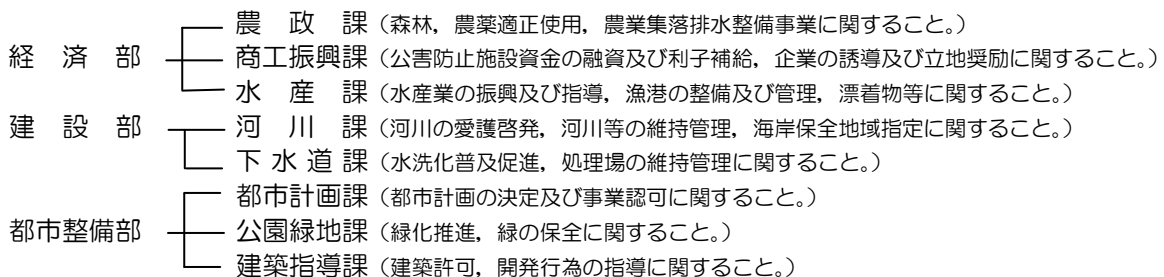 農政課（森林，農薬適正使用，農業集落排水整備事業に関すること。）
経済部 商工振興課（公害防止施設資金の融資及び利子補給，企業の誘導及び立地奨励に関すること。）
水産課（水産業の振興及び指導，漁港の整備及び管理，漂着物等に関すること。）
建設部 河川課（河川の愛護啓発，河川等の維持管理，海岸保全地域指定に関すること。）
下水道課（水洗化普及促進，処理場の維持管理に関すること。）
都市計画課（都市計画の決定及び事業認可に関すること。）
都市整備部 公園緑地課（緑化推進，緑の保全に関すること。）
建築指導課（建築許可，開発行為の指導に関すること。）